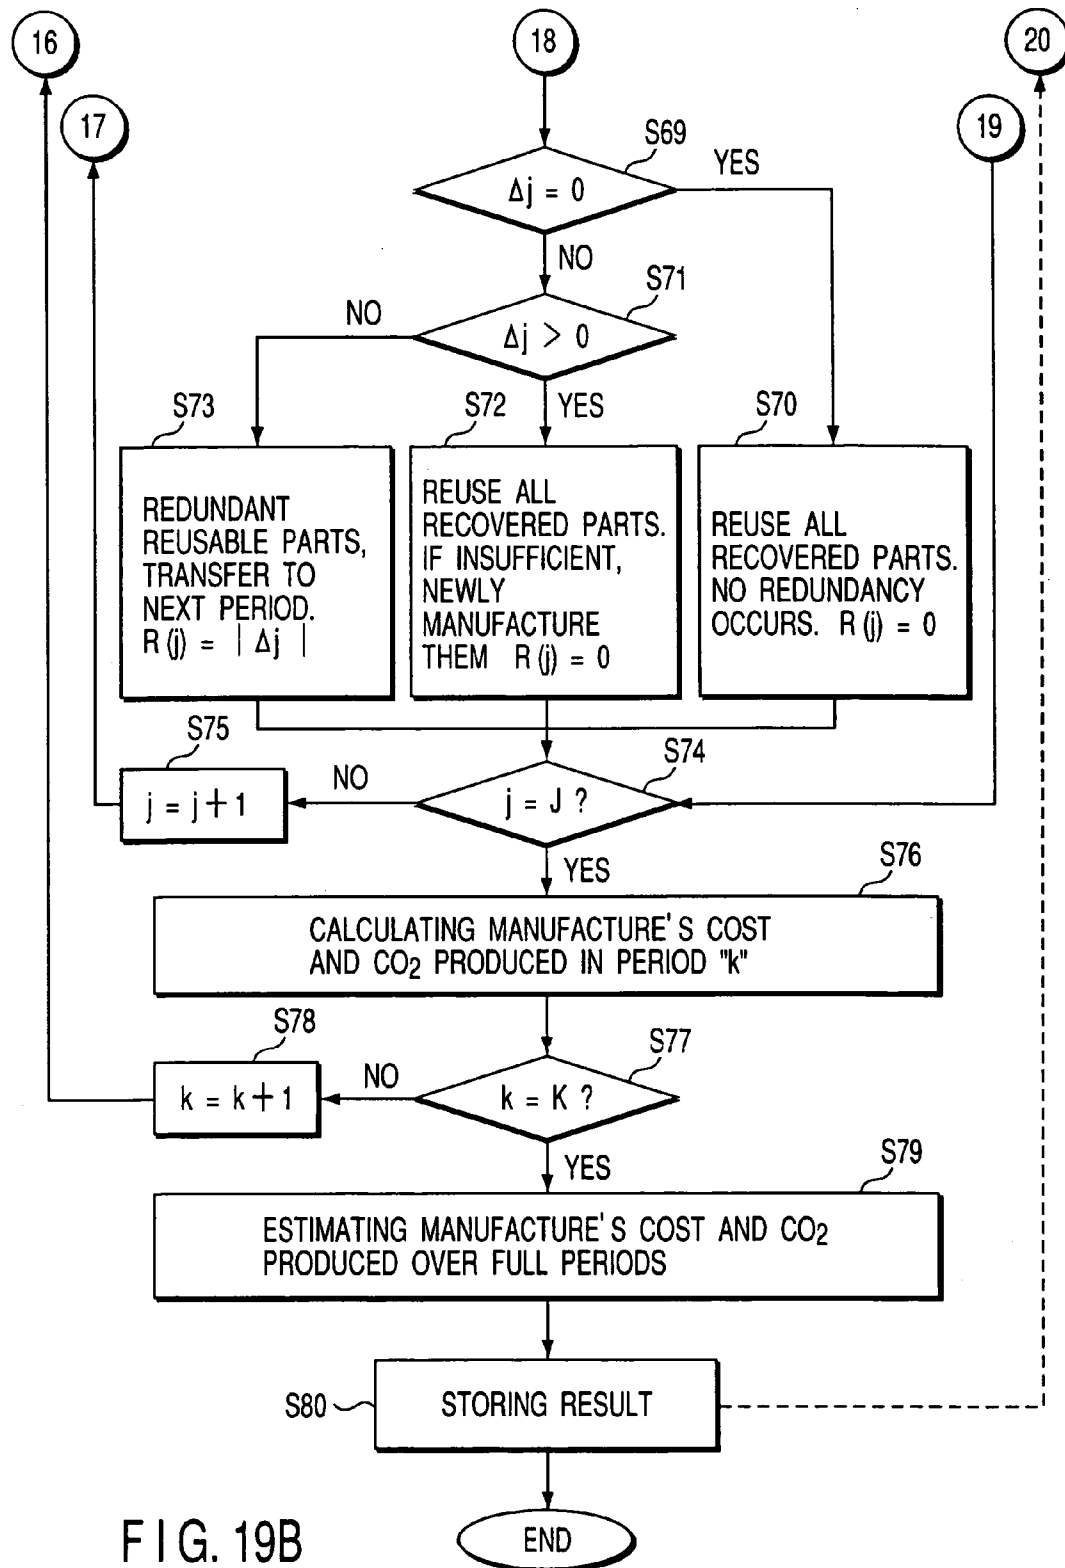 16
18
20
17
19
S69
YES
Δj = 0
NO
S71
NO
Δj > 0
YES
S73
S72
S70
REDUNDANT
REUSABLE PARTS,
TRANSFER TO
NEXT PERIOD.
R (j) = | Δj |
REUSE ALL
RECOVERED PARTS.
IF INSUFFICIENT,
NEWLY
MANUFACTURE
THEM R (j) = 0
REUSE ALL
RECOVERED PARTS.
NO REDUNDANCY
OCCURS. R (j) = 0
S75
S74
j = j + 1
NO
j = J ?
YES
S76
CALCULATING MANUFACTURE'S COST
AND CO2 PRODUCED IN PERIOD "k"
S78
S77
k = k + 1
NO
k = K ?
YES
S79
ESTIMATING MANUFACTURE'S COST AND CO2
PRODUCED OVER FULL PERIODS
S80
STORING RESULT
END
FIG. 19B